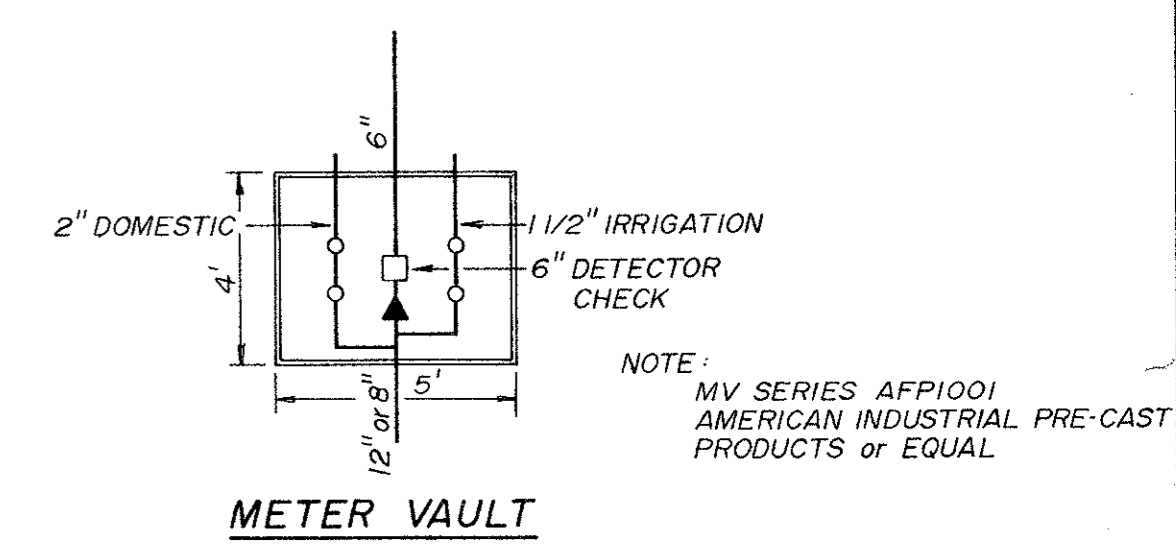 6"
2" DOMESTIC
1 1/2" IRRIGATION
4'
6" DETECTOR
CHECK
NOTE:
5'
12" or 8"
MV SERIES AFP1001
AMERICAN INDUSTRIAL PRE-CAST
PRODUCTS or EQUAL
METER VAULT